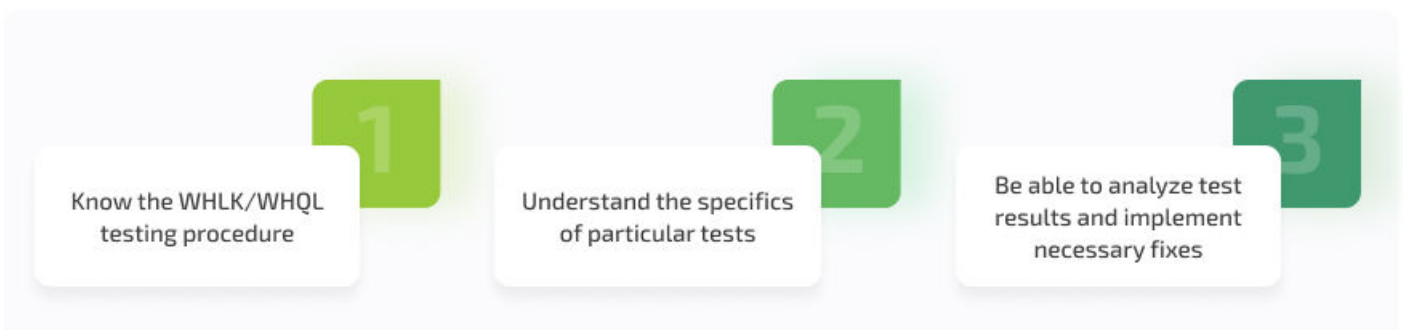 1
Know the WHLK/WHQL
testing procedure
2
Understand the specifics
of particular tests
3
Be able to analyze test
results and implement
necessary fixes